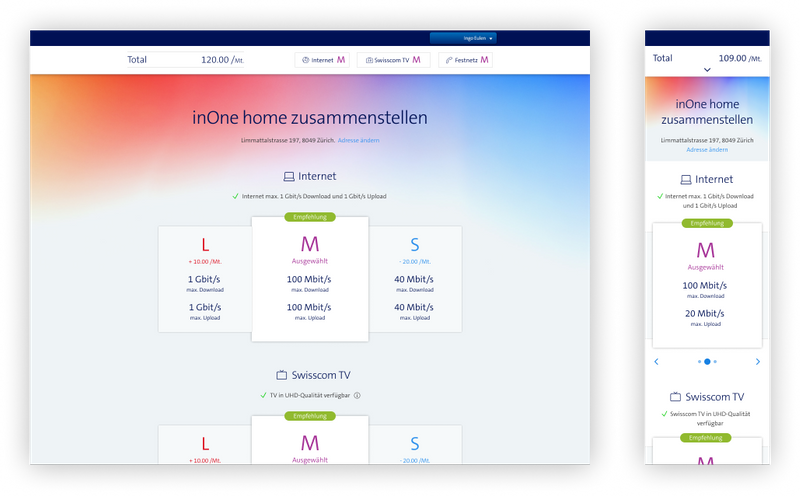 Ingo Eulen
Total 120.00 /Mt.
Internet M
Swisscom TV M
Festnetz M
inOne home zusammenstellen
Limmattalstrasse 197, 8049 Zürich. Adresse ändern
Internet
Internet max. 1 Gbit/s Download und 1 Gbit/s Upload
Empfehlung
L M S
+ 10.00 /Mt. Ausgewählt - 20.00 /Mt.
1 Gbit/s 100 Mbit/s 40 Mbit/s
max. Download max. Download max. Download
1 Gbit/s 100 Mbit/s 40 Mbit/s
max. Upload max. Upload max. Upload
Swisscom TV
TV in UHD-Qualität verfügbar
Empfehlung
L M S
+ 10.00 /Mt. Ausgewählt - 20.00 /Mt.
Total 109.00 /Mt.
inOne home
zusammenstellen
Limmattalstrasse 197, 8049 Zürich
Adresse ändern
Internet
Internet max. 1 Gbit/s Download
und 1 Gbit/s Upload
Empfehlung
M
Ausgewählt
100 Mbit/s
max. Download
20 Mbit/s
max. Upload
Swisscom TV
Swisscom TV in UHD-Qualität
verfügbar
Empfehlung
M